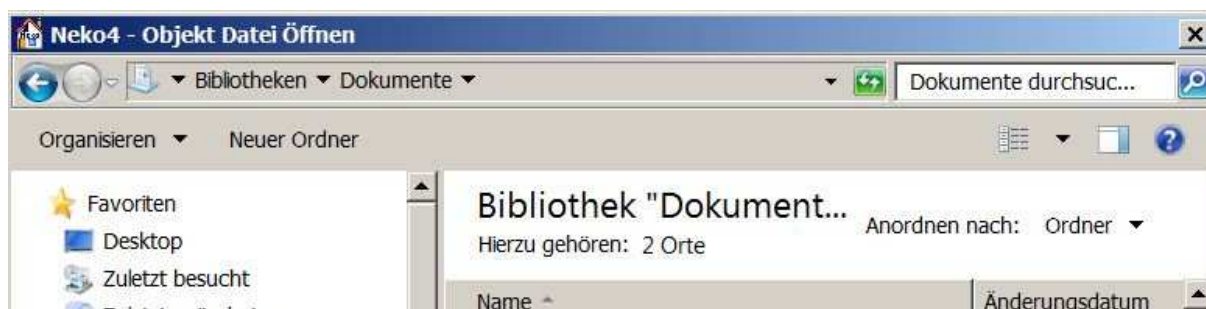 Neko4 - Objekt Datei Öffnen
Bibliotheken Dokumente
Dokumente durchsuc...
Organisieren Neuer Ordner
Favoriten
Desktop
Zuletzt besucht
Bibliothek "Dokument...
Hierzu gehören: 2 Orte
Anordnen nach: Ordner
Name
Änderungsdatum